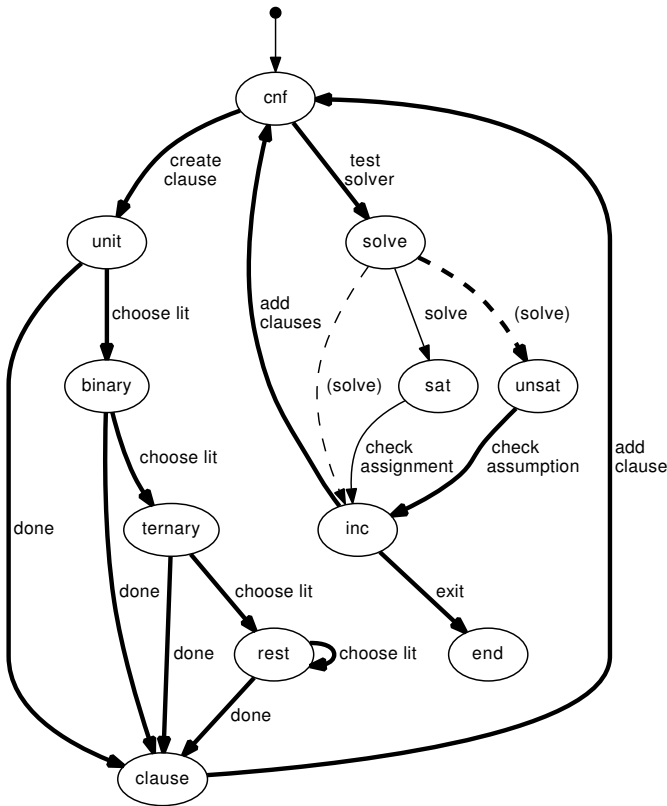 cnf
create
clause
test
solver
unit
solve
choose lit
add
clauses
solve
(solve)
binary
(solve)
sat
unsat
choose lit
check
assignment
check
assumption
add
clause
done
ternary
inc
done
choose lit
exit
done
rest
choose lit
end
done
clause